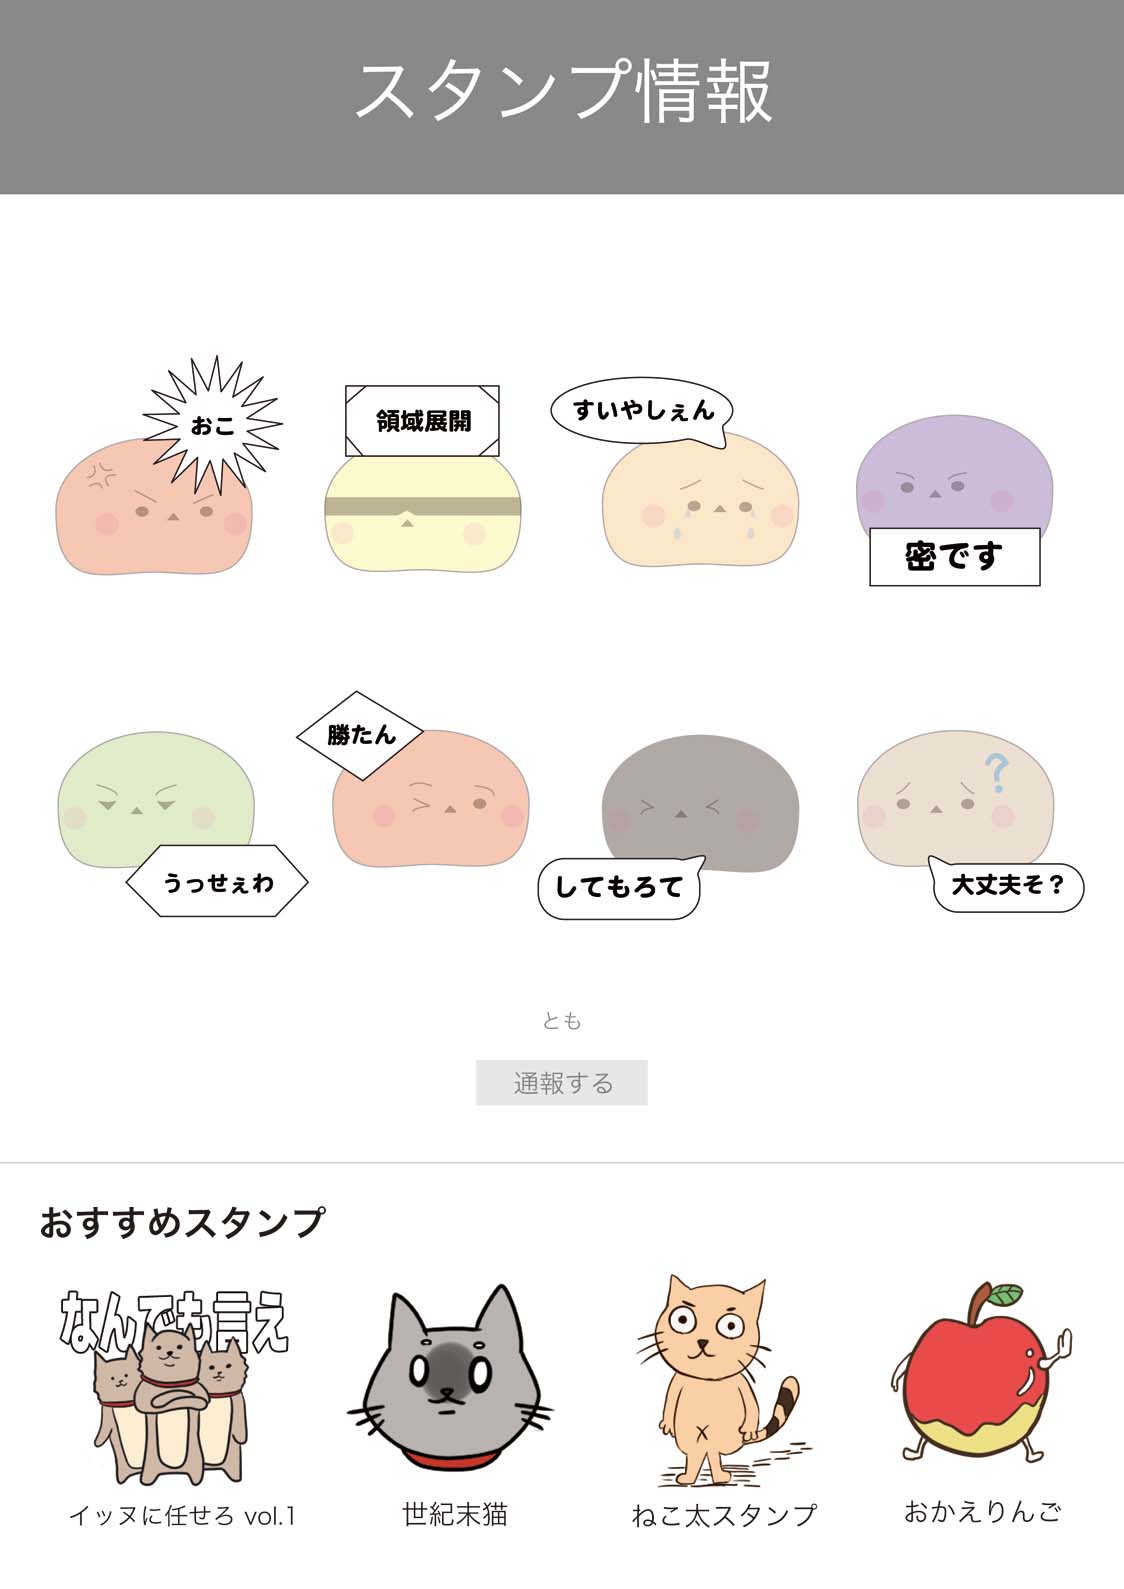 スタンプ情報
おこ
領域展開
すいやしぇん
密です
うっせぇわ
勝たん
してもろて
大丈夫そ？
?
とも
通報する
おすすめスタンプ
なんでも言え
イッヌに任せろ vol.1
世紀末猫
ねこ太スタンプ
おかえりんご